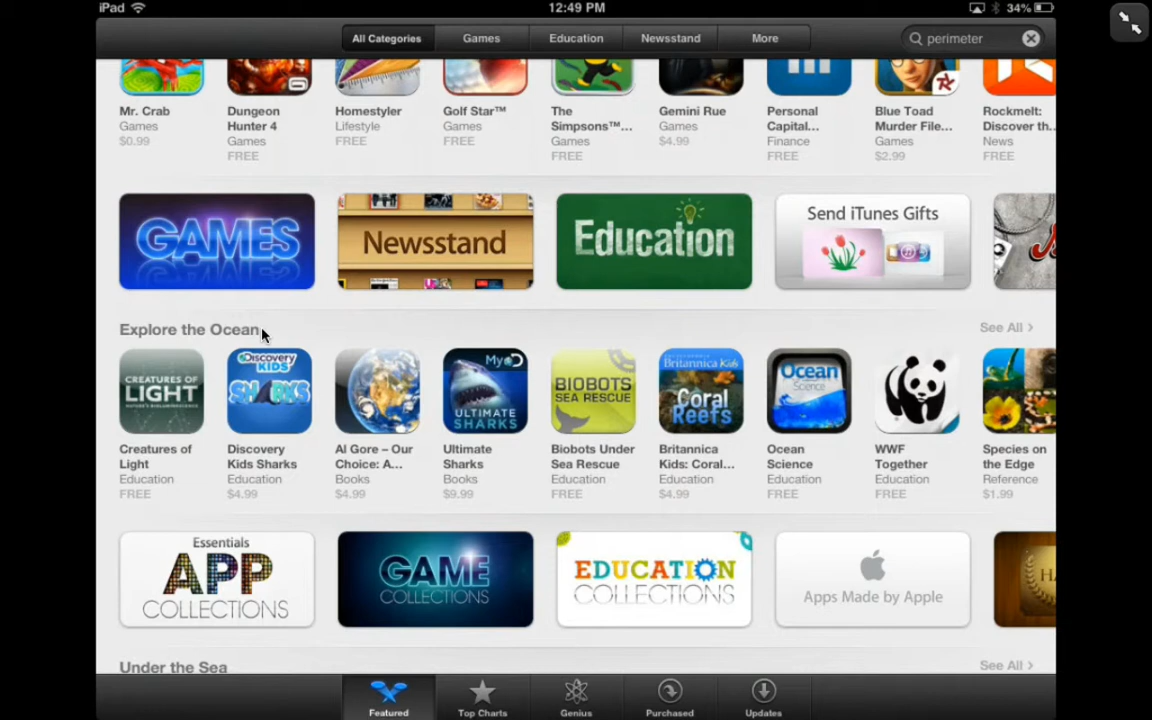 iPad 12:49 PM 34%
All Categories Games Education Newsstand More perimeter
Mr. Crab
Games
$0.99
Dungeon
Hunter 4
Games
FREE
Homestyler
Lifestyle
FREE
Golf Star™
Games
FREE
The
Simpsons™...
Games
FREE
Gemini Rue
Games
$4.99
Personal
Capital...
Finance
FREE
Blue Toad
Murder File...
Games
$2.99
Rockmelt:
Discover th...
News
FREE
GAMES
Newsstand
Education
Send iTunes Gifts
Explore the Ocean
See All
CREATURES OF
LIGHT
Discovery
KIDS
SHARKS
My D
ULTIMATE
SHARKS
BIOBOTS
SEA RESCUE
Britannica Kids
Coral
Reefs
Ocean
Science
WWF
Creatures of
Light
Education
FREE
Discovery
Kids Sharks
Education
$4.99
Al Gore – Our
Choice: A...
Books
$4.99
Ultimate
Sharks
Books
$9.99
Biobots Under
Sea Rescue
Education
FREE
Britannica
Kids: Coral...
Education
$4.99
Ocean
Science
Education
FREE
WWF
Together
Education
FREE
Species on
the Edge
Reference
$1.99
Essentials
APP
COLLECTIONS
GAME
COLLECTIONS
EDUCATION
COLLECTIONS
Apps Made by Apple
HA
Under the Sea
See All
Featured Top Charts Genius Purchased Updates